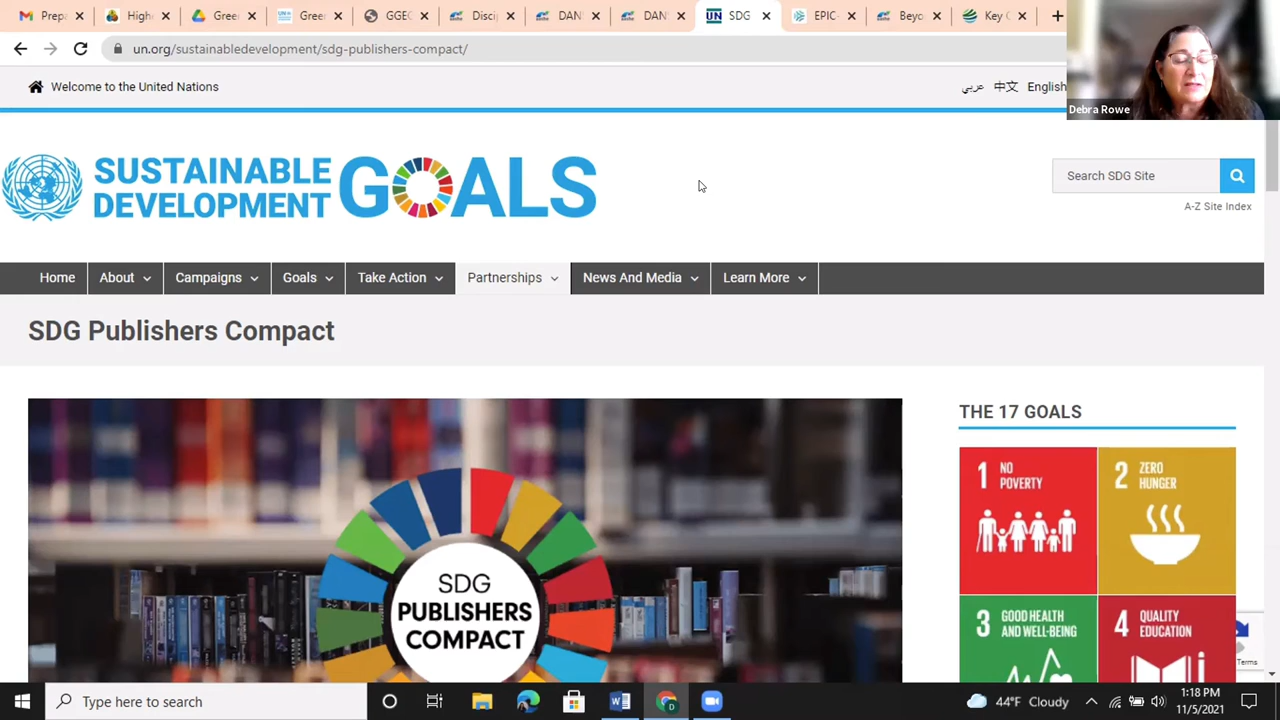 Prepa
High
Gree
Gree
GGEC
Discip
DAN
DAN
UN
SDG
EPIC-
Beyo
Key C
un.org/sustainabledevelopment/sdg-publishers-compact/
Welcome to the United Nations
عربي
中文
English
Debra Rowe
SUSTAINABLE
DEVELOPMENT
GOALS
Search SDG Site
A-Z Site Index
Home
About
Campaigns
Goals
Take Action
Partnerships
News And Media
Learn More
SDG Publishers Compact
THE 17 GOALS
1 NO
POVERTY
2 ZERO
HUNGER
SDG
PUBLISHERS
COMPACT
3 GOOD HEALTH
AND WELL-BEING
4 QUALITY
EDUCATION
Terms
Type here to search
44°F Cloudy
1:18 PM
11/5/2021